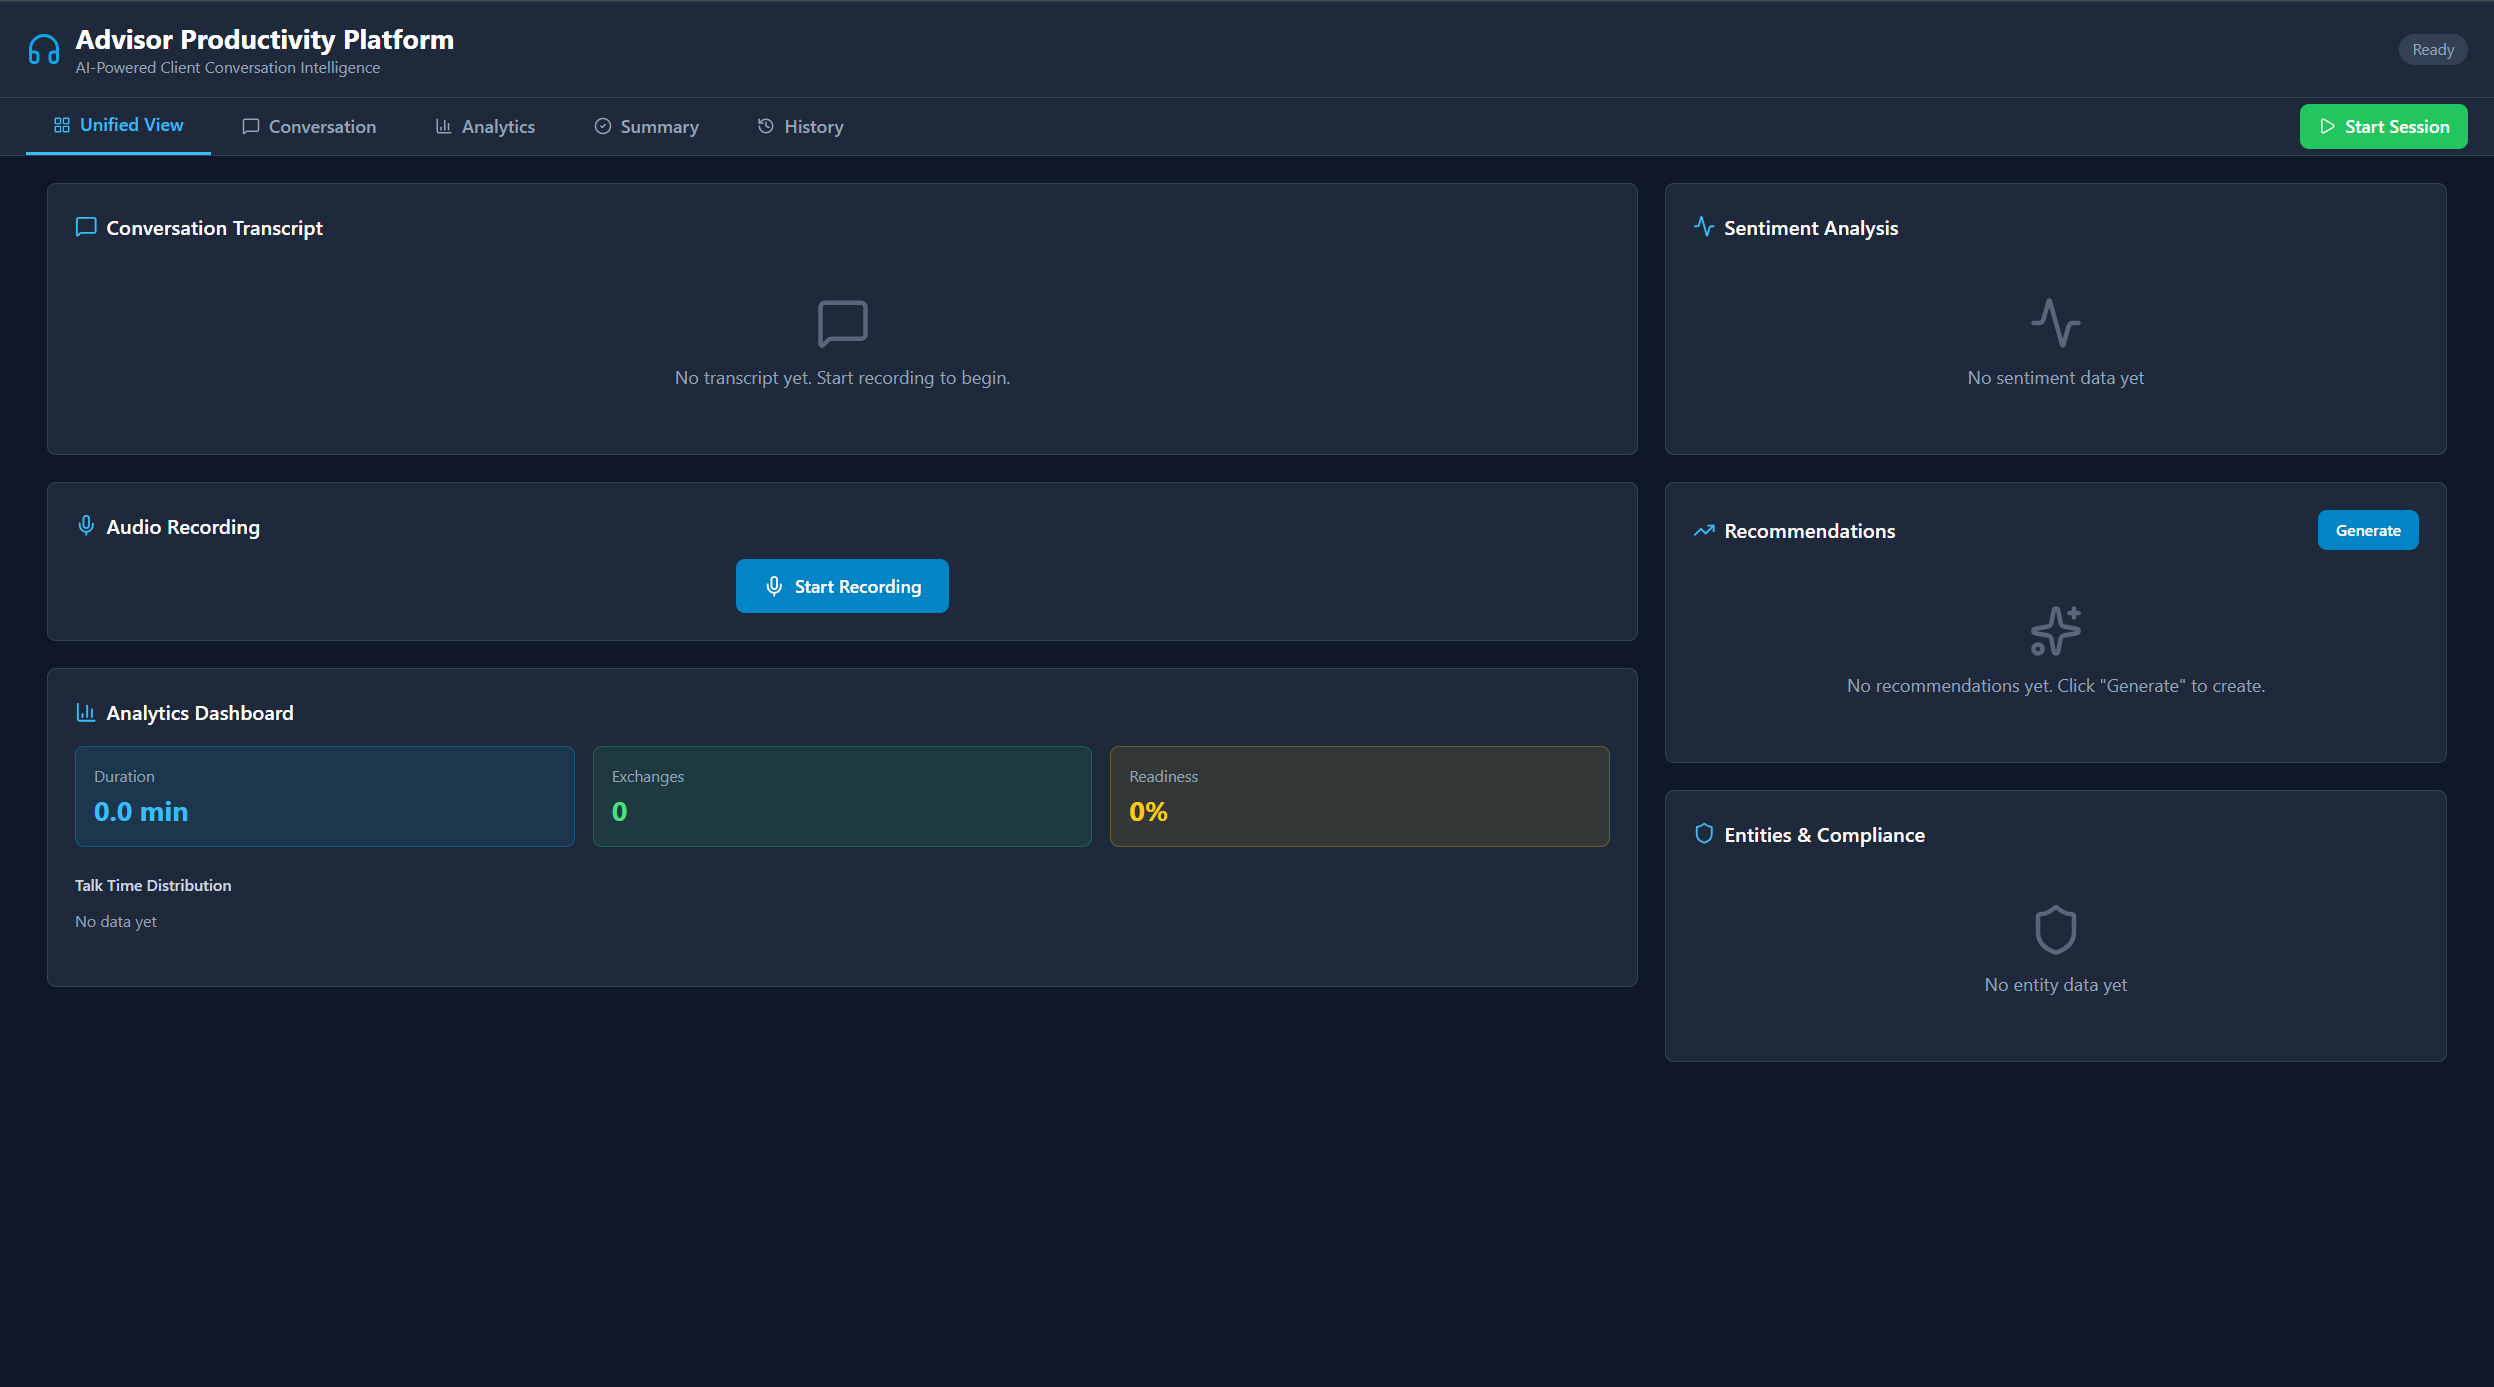 Advisor Productivity Platform
AI-Powered Client Conversation Intelligence
Ready
Unified View
Conversation
Analytics
Summary
History
Start Session
Conversation Transcript
No transcript yet. Start recording to begin.
Audio Recording
Start Recording
Analytics Dashboard
Duration
0.0 min
Exchanges
0
Readiness
0%
Talk Time Distribution
No data yet
Sentiment Analysis
No sentiment data yet
Recommendations
Generate
No recommendations yet. Click "Generate" to create.
Entities & Compliance
No entity data yet